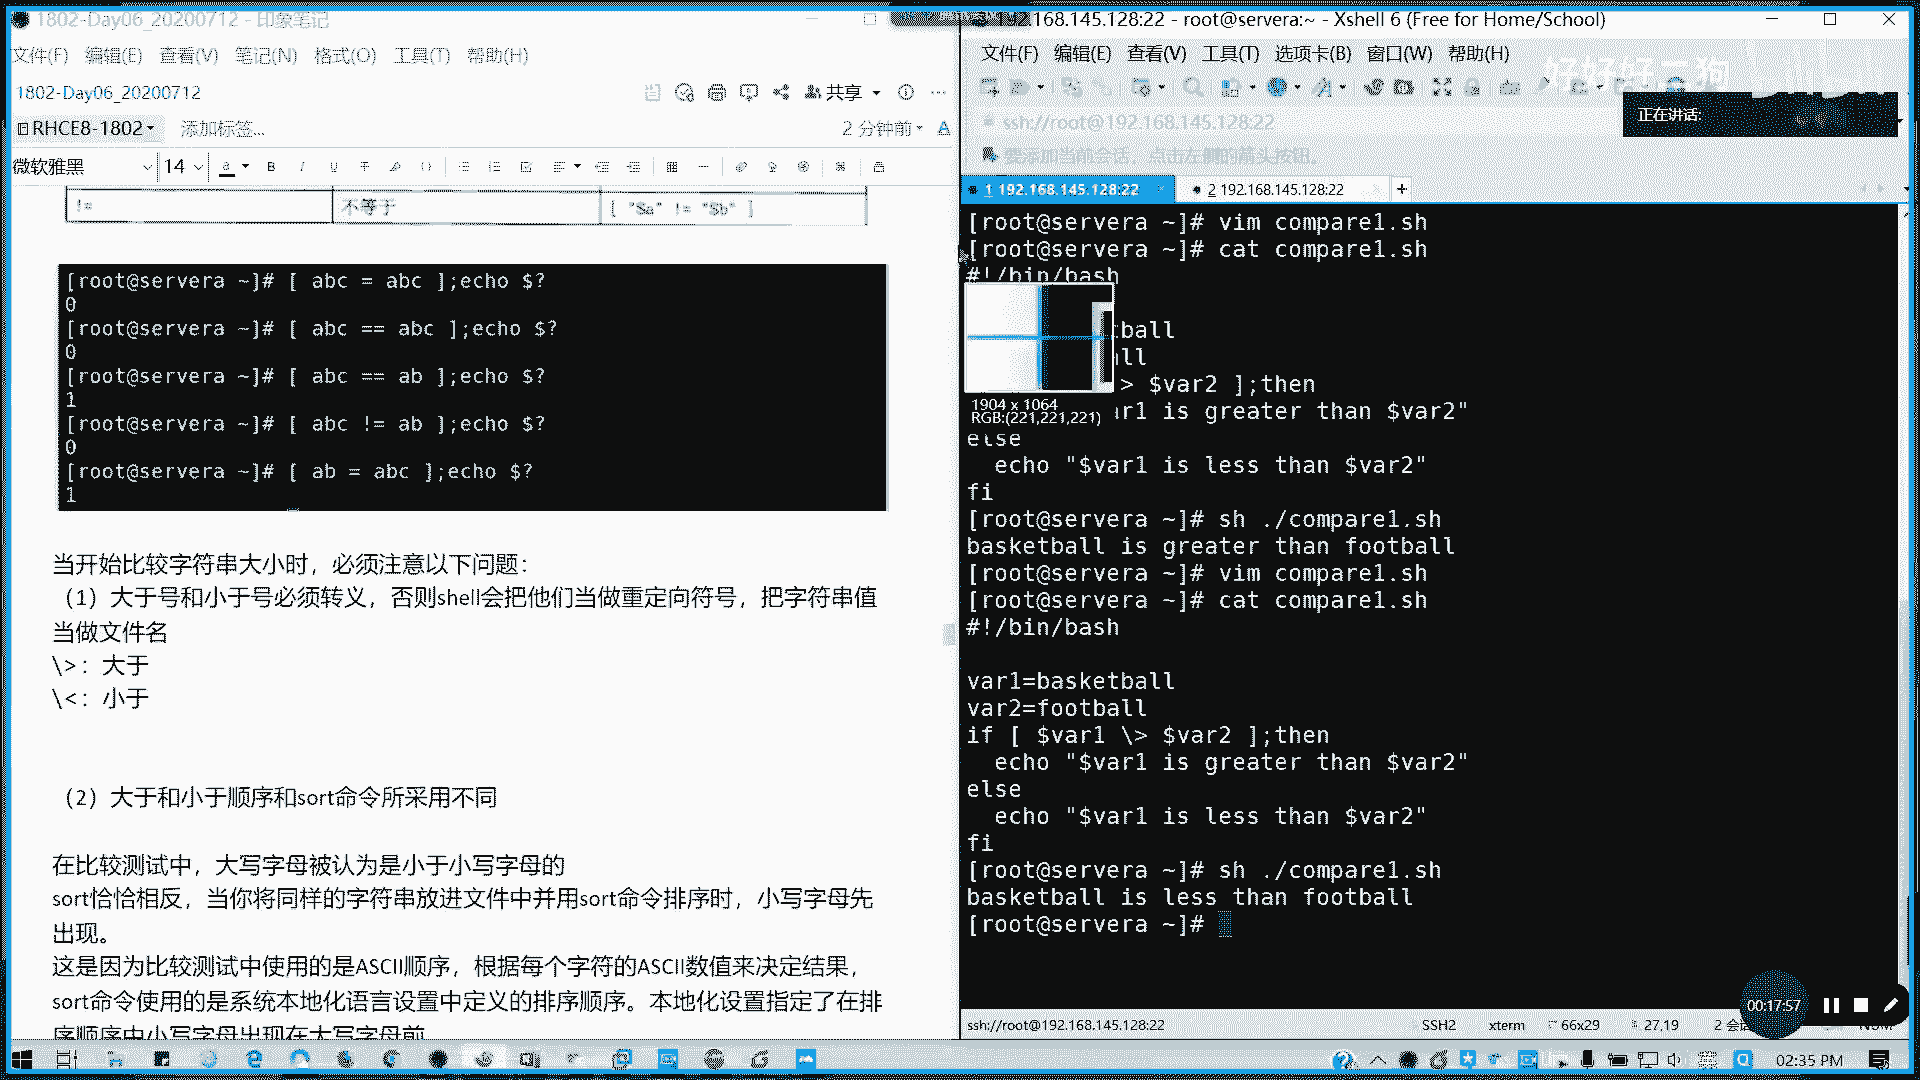 1802-Day06_20200712 - 印象笔记
文件(F) 编辑(E) 查看(V) 笔记(N) 格式(O) 工具(T) 帮助(H)
1802-Day06_20200712
共享
RHCE8-1802
添加标签...
2 分钟前
微软雅黑
14
!=
不等于
[ "$a" != "$b" ]
[root@servera ~]# [ abc = abc ];echo $?
0
[root@servera ~]# [ abc == abc ];echo $?
0
[root@servera ~]# [ abc == ab ];echo $?
1
[root@servera ~]# [ abc != ab ];echo $?
0
[root@servera ~]# [ ab = abc ];echo $?
1
当开始比较字符串大小时，必须注意以下问题：
（1）大于号和小于号必须转义，否则shell会把他们当做重定向符号，把字符串值
当做文件名
\>：大于
\<：小于
（2）大于和小于顺序和sort命令所采用不同
在比较测试中，大写字母被认为是小于小写字母的
sort恰恰相反，当你将同样的字符串放进文件中并用sort命令排序时，小写字母先
出现。
这是因为比较测试中使用的是ASCII顺序，根据每个字符的ASCII数值来决定结果，
sort命令使用的是系统本地化语言设置中定义的排序顺序。本地化设置指定了在排
序顺序中小写字母出现在大写字母前
192.168.145.128:22 - root@servera:~ - Xshell 6 (Free for Home/School)
文件(F) 编辑(E) 查看(V) 工具(T) 选项卡(B) 窗口(W) 帮助(H)
好好好二狗
正在讲话:
ssh://root@192.168.145.128:22
要添加当前会话，点击左侧的箭头按钮。
1 192.168.145.128:22
2 192.168.145.128:22
[root@servera ~]# vim compare1.sh
[root@servera ~]# cat compare1.sh
#!/bin/bash
tball
ll
> $var2 ];then
r1 is greater than $var2"
else
  echo "$var1 is less than $var2"
fi
[root@servera ~]# sh ./compare1.sh
basketball is greater than football
[root@servera ~]# vim compare1.sh
[root@servera ~]# cat compare1.sh
#!/bin/bash
var1=basketball
var2=football
if [ $var1 \> $var2 ];then
  echo "$var1 is greater than $var2"
else
  echo "$var1 is less than $var2"
fi
[root@servera ~]# sh ./compare1.sh
basketball is less than football
[root@servera ~]#
1904 x 1064
RGB:(221,221,221)
00:17:57
ssh://root@192.168.145.128:22
SSH2
xterm
66x29
27,19
2 会
NUM
02:35 PM